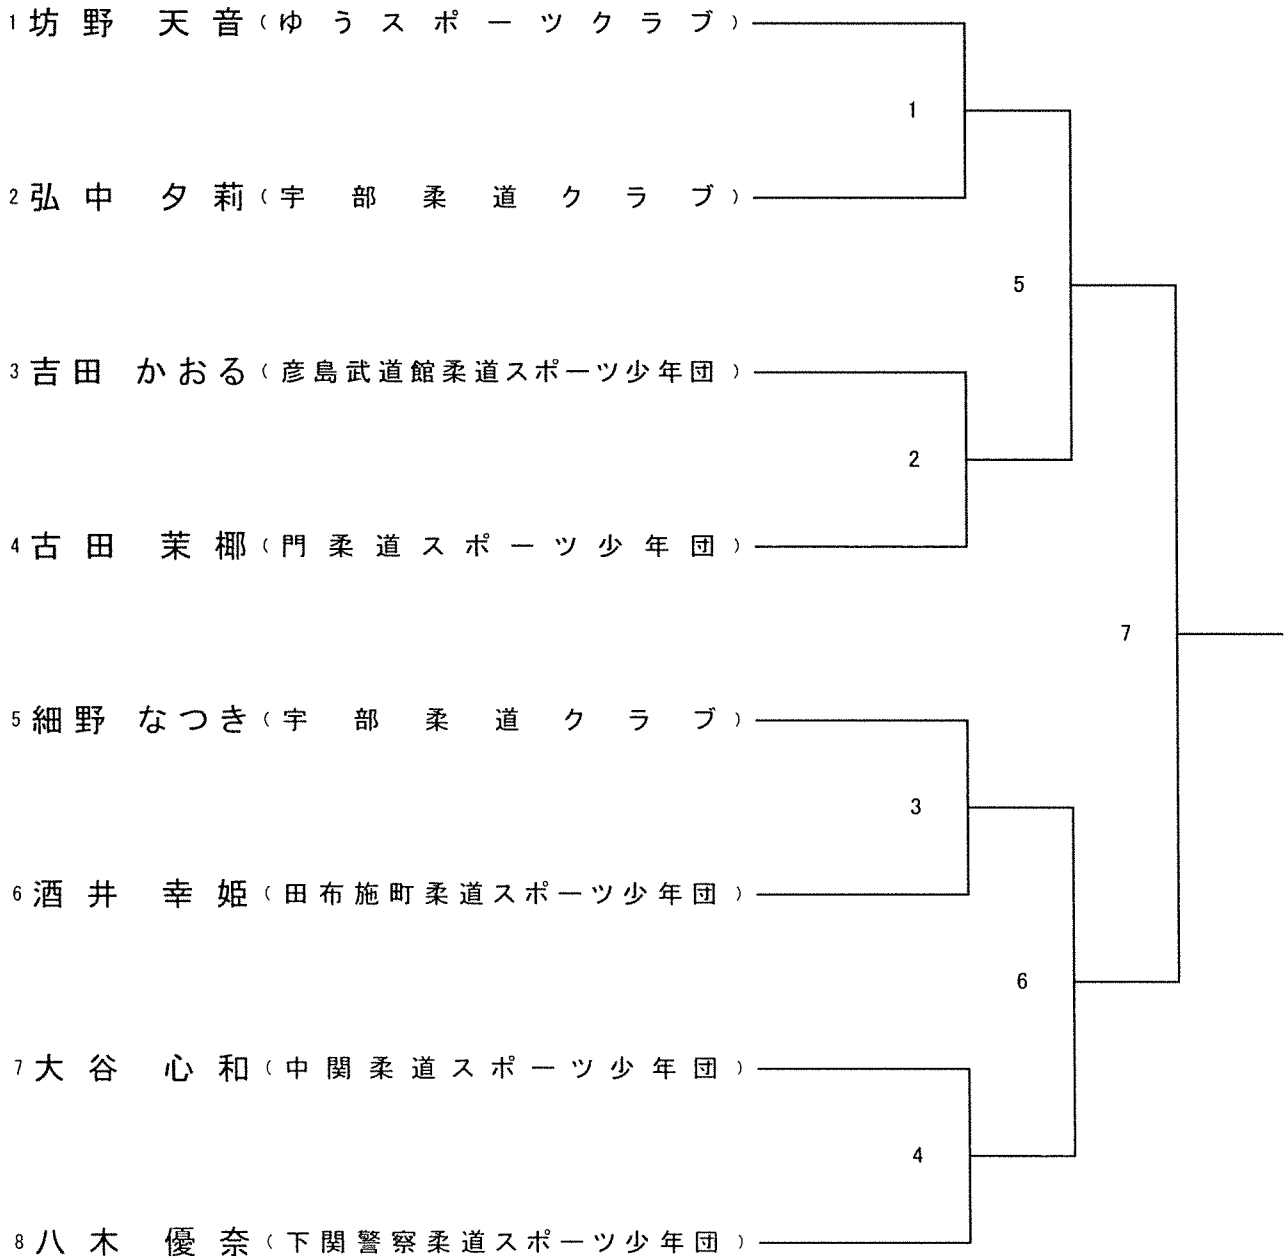 1 坊野 天音(ゆうスポーツクラブ)
1
2 弘中 夕莉(宇部柔道クラブ)
5
3 吉田 かおる(彦島武道館柔道スポーツ少年団)
2
4 古田 茉椰(門柔道スポーツ少年団)
7
5 細野 なつき(宇部柔道クラブ)
3
6 酒井 幸姫(田布施町柔道スポーツ少年団)
6
7 大谷 心和(中関柔道スポーツ少年団)
4
8 八木 優奈(下関警察柔道スポーツ少年団)